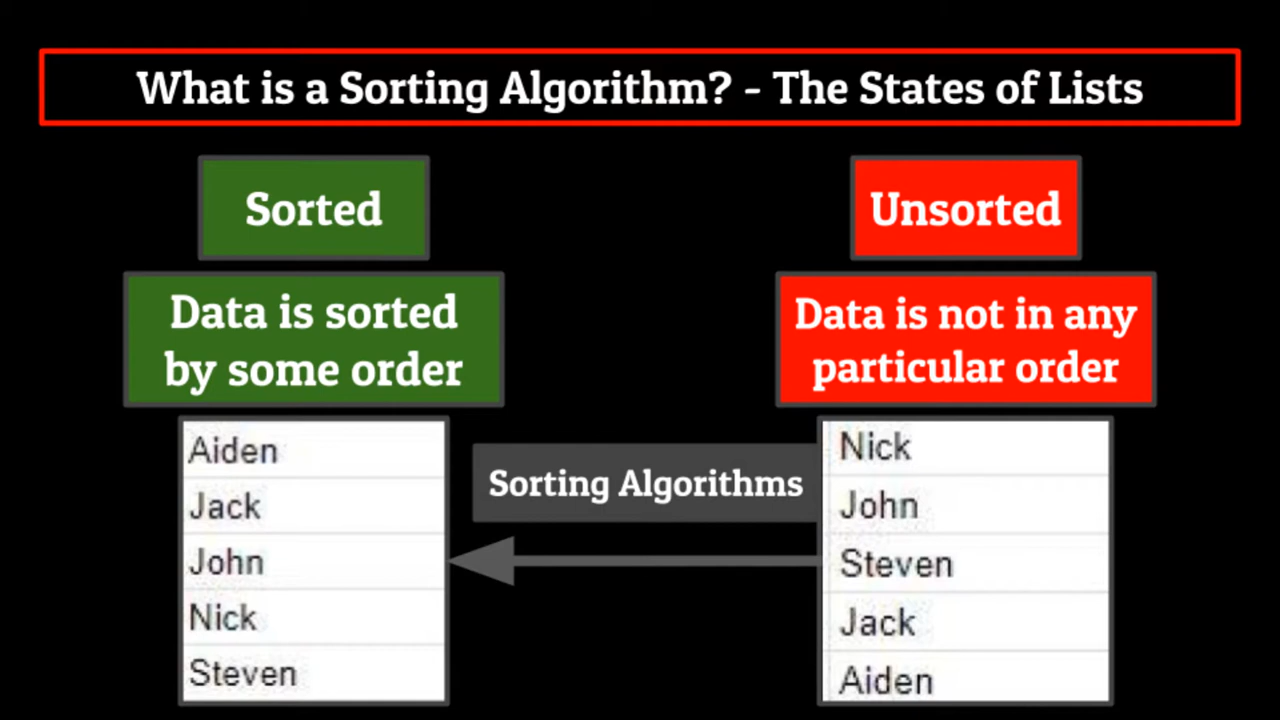 What is a Sorting Algorithm? - The States of Lists
Sorted
Data is sorted
by some order
Aiden
Jack
John
Nick
Steven
Sorting Algorithms
Unsorted
Data is not in any
particular order
Nick
John
Steven
Jack
Aiden